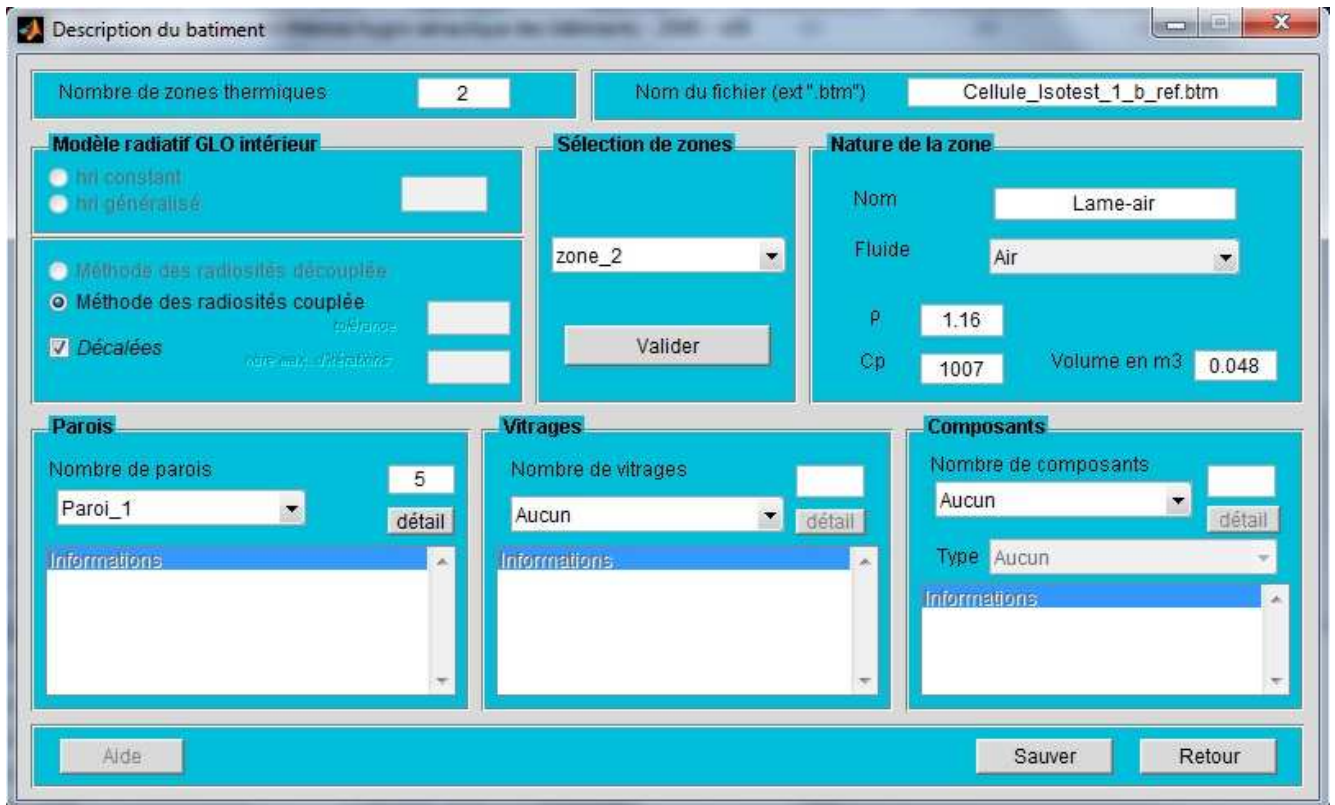 Description du batiment
Nombre de zones thermiques 2
Nom du fichier (ext ".btm") Cellule_Isotest_1_b_ref.btm
Modèle radiatif GLO intérieur
hri constant
hri généralisé
Méthode des radiosités découplée
Méthode des radiosités couplée
tolérance
Décalées
nbre max. d'itérations
Sélection de zones
zone_2
Valider
Nature de la zone
Nom Lame-air
Fluide Air
ρ 1.16
Cp 1007 Volume en m3 0.048
Parois
Nombre de parois 5
Paroi_1 détail
Informations
Vitrages
Nombre de vitrages
Aucun détail
Informations
Composants
Nombre de composants
Aucun détail
Type Aucun
Informations
Aide Sauver Retour